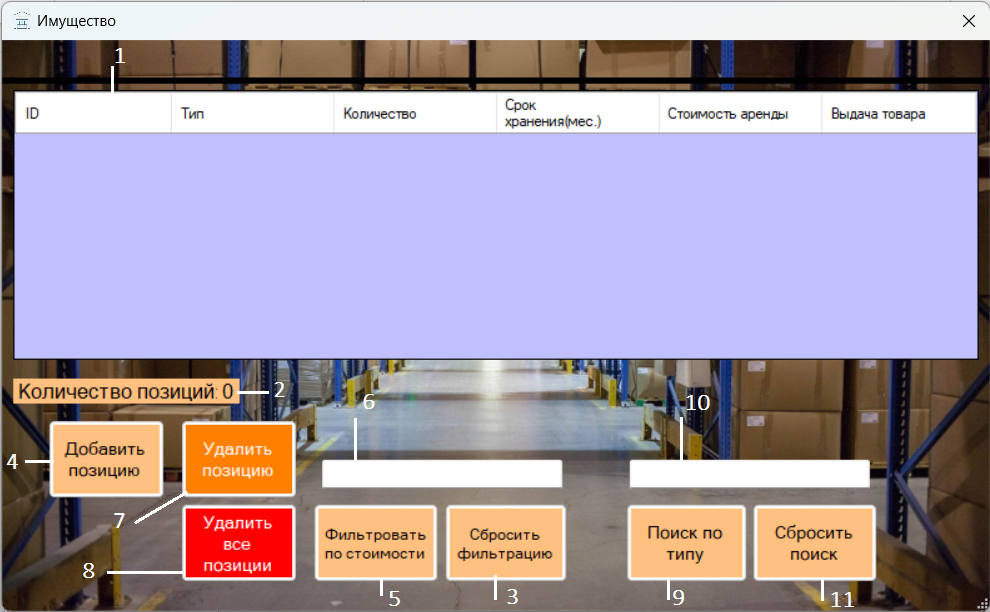 Имущество
1
ID
Тип
Количество
Срок
хранения(мес.)
Стоимость аренды
Выдача товара
Количество позиций: 0
2
6
10
4
Добавить
позицию
Удалить
позицию
7
8
Удалить
все
позиции
Фильтровать
по стоимости
Сбросить
фильтрацию
Поиск по
типу
Сбросить
поиск
5
3
9
11